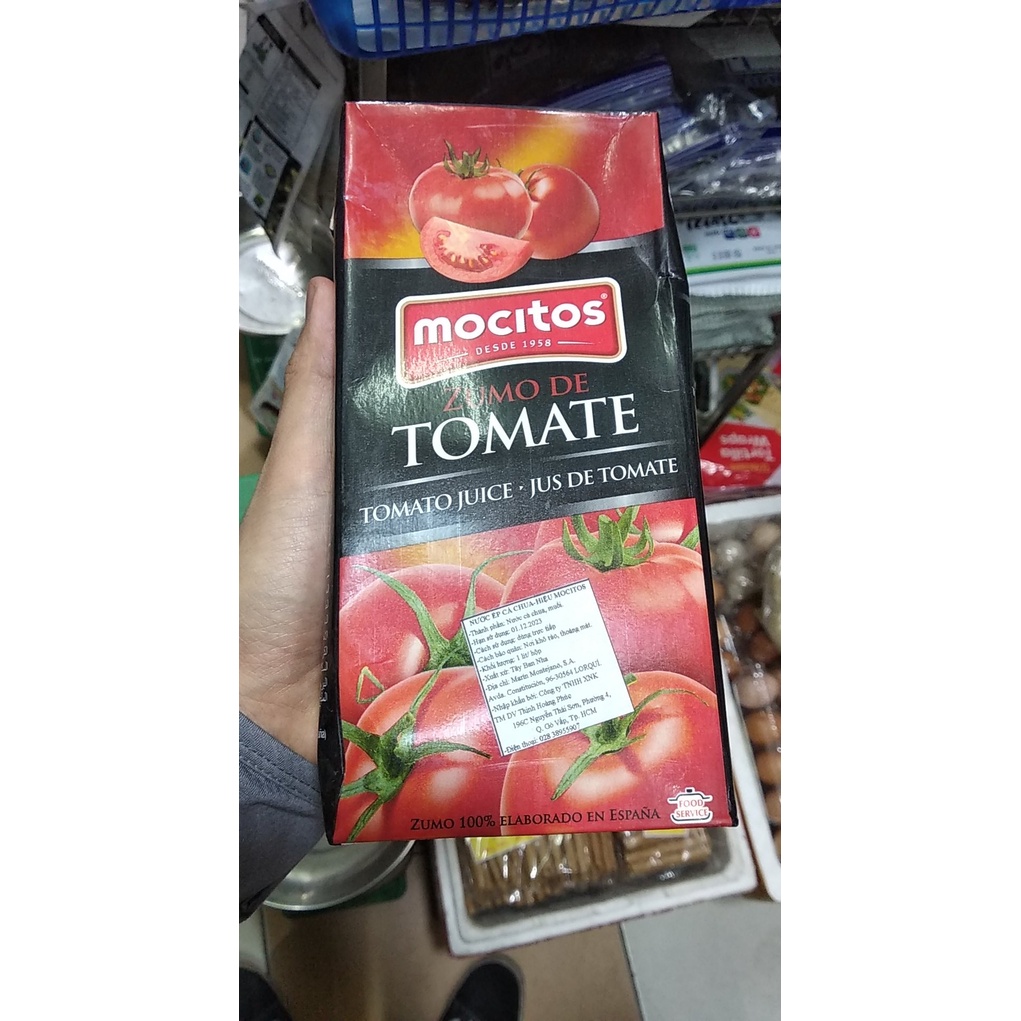 mocitos®
DESDE 1958
ZUMO DE
TOMATE
TOMATO JUICE · JUS DE TOMATE
NƯỚC ÉP CÀ CHUA-HIỆU MOCITOS
-Thành phần: Nước cà chua, muối.
-Hạn sử dụng: 01.12.2023
-Cách sử dụng: dùng trực tiếp
-Cách bảo quản: Nơi khô ráo, thoáng mát.
-Khối lượng: 1 lít/ hộp
-Xuất xứ: Tây Ban Nha
-Địa chỉ: Marin Montejano, S.A,
Avda. Constitución, 96-30564 LORQUI.
-Nhập khẩu bởi: Công ty TNHH XNK
TM DV Thịnh Hoàng Phúc
196C Nguyễn Thái Sơn, Phường 4,
Q. Gò Vấp, Tp. HCM
-Điện thoại: 028 38955907
ZUMO 100% ELABORADO EN ESPAÑA
FOOD
SERVICE
Tortilla
Wraps